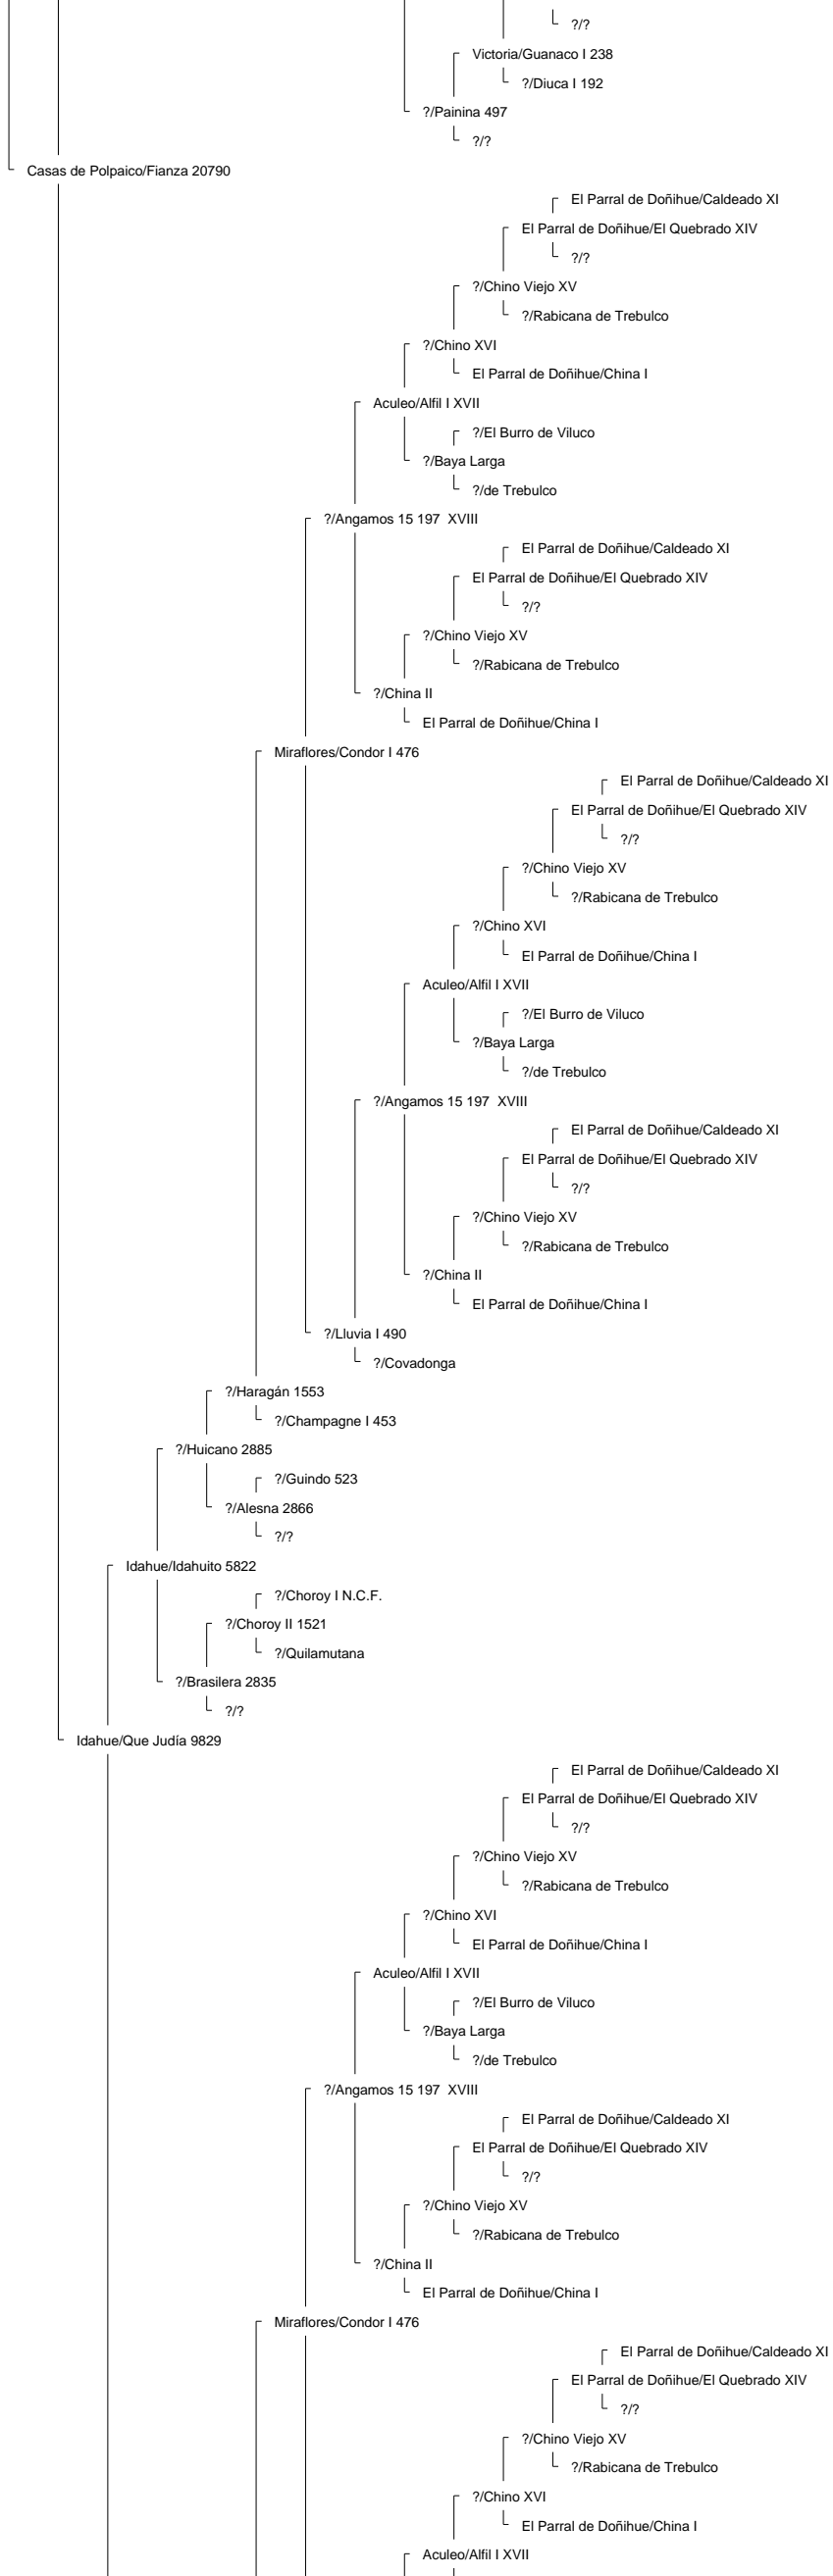 ?/?
Victoria/Guanaco I 238
?/Diuca I 192
?/Painina 497
?/?
Casas de Polpaico/Fianza 20790
El Parral de Doñihue/Caldeado XI
El Parral de Doñihue/El Quebrado XIV
?/?
?/Chino Viejo XV
?/Rabicana de Trebulco
?/Chino XVI
El Parral de Doñihue/China I
Aculeo/Alfil I XVII
?/El Burro de Viluco
?/Baya Larga
?/de Trebulco
?/Angamos 15 197  XVIII
El Parral de Doñihue/Caldeado XI
El Parral de Doñihue/El Quebrado XIV
?/?
?/Chino Viejo XV
?/Rabicana de Trebulco
?/China II
El Parral de Doñihue/China I
Miraflores/Condor I 476
El Parral de Doñihue/Caldeado XI
El Parral de Doñihue/El Quebrado XIV
?/?
?/Chino Viejo XV
?/Rabicana de Trebulco
?/Chino XVI
El Parral de Doñihue/China I
Aculeo/Alfil I XVII
?/El Burro de Viluco
?/Baya Larga
?/de Trebulco
?/Angamos 15 197  XVIII
El Parral de Doñihue/Caldeado XI
El Parral de Doñihue/El Quebrado XIV
?/?
?/Chino Viejo XV
?/Rabicana de Trebulco
?/China II
El Parral de Doñihue/China I
?/Lluvia I 490
?/Covadonga
?/Haragán 1553
?/Champagne I 453
?/Huicano 2885
?/Guindo 523
?/Alesna 2866
?/?
Idahue/Idahuito 5822
?/Choroy I N.C.F.
?/Choroy II 1521
?/Quilamutana
?/Brasilera 2835
?/?
Idahue/Que Judía 9829
El Parral de Doñihue/Caldeado XI
El Parral de Doñihue/El Quebrado XIV
?/?
?/Chino Viejo XV
?/Rabicana de Trebulco
?/Chino XVI
El Parral de Doñihue/China I
Aculeo/Alfil I XVII
?/El Burro de Viluco
?/Baya Larga
?/de Trebulco
?/Angamos 15 197  XVIII
El Parral de Doñihue/Caldeado XI
El Parral de Doñihue/El Quebrado XIV
?/?
?/Chino Viejo XV
?/Rabicana de Trebulco
?/China II
El Parral de Doñihue/China I
Miraflores/Condor I 476
El Parral de Doñihue/Caldeado XI
El Parral de Doñihue/El Quebrado XIV
?/?
?/Chino Viejo XV
?/Rabicana de Trebulco
?/Chino XVI
El Parral de Doñihue/China I
Aculeo/Alfil I XVII